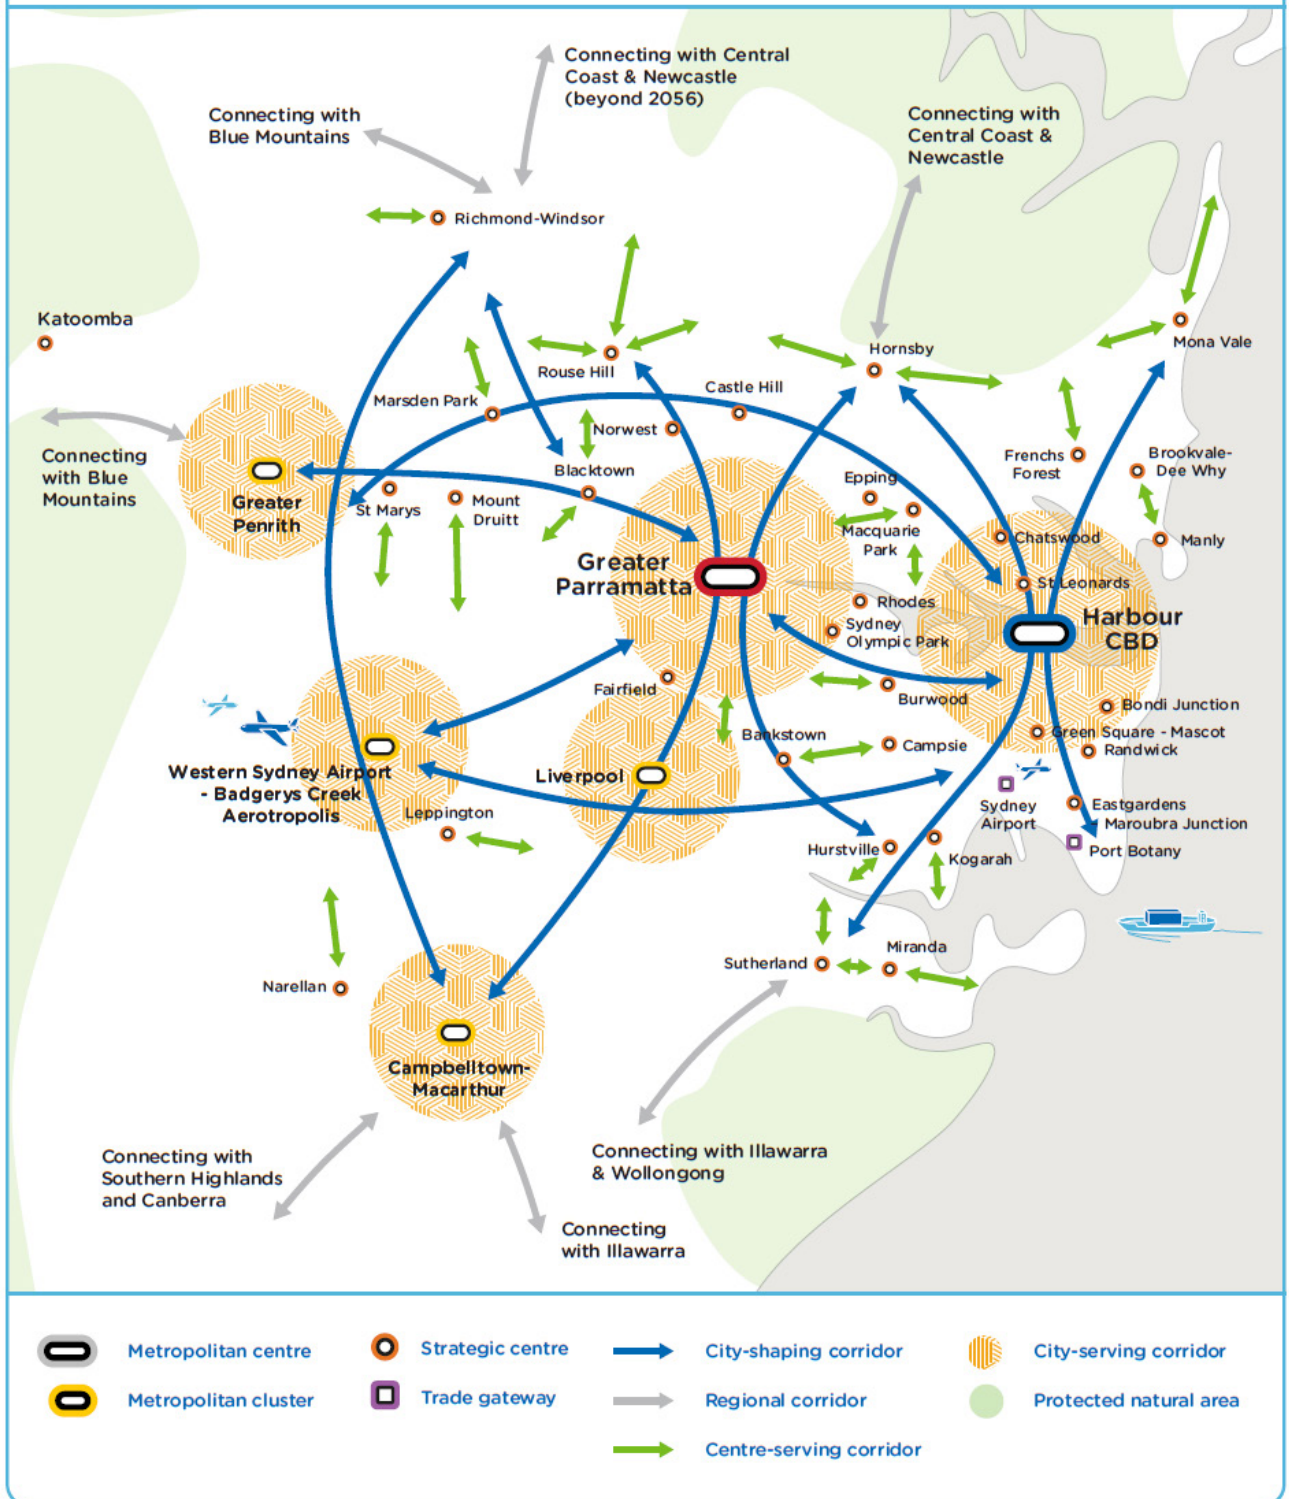 Connecting with Central
Coast & Newcastle
(beyond 2056)
Connecting with
Blue Mountains
Connecting with
Central Coast &
Newcastle
Richmond-Windsor
Katoomba
Mona Vale
Hornsby
Rouse Hill
Castle Hill
Marsden Park
Norwest
Connecting
with Blue
Mountains
Blacktown
Frenchs
Forest
Brookvale-
Dee Why
Epping
Greater
Penrith
St Marys
Mount
Druitt
Macquarie
Park
Chatswood
Manly
Greater
Parramatta
St Leonards
Rhodes
Harbour
CBD
Sydney
Olympic Park
Fairfield
Burwood
Bondi Junction
Bankstown
Campsie
Green Square - Mascot
Randwick
Western Sydney Airport
- Badgerys Creek
Aerotropolis
Liverpool
Leppington
Sydney
Airport
Eastgardens
Maroubra Junction
Hurstville
Kogarah
Port Botany
Miranda
Sutherland
Narellan
Campbelltown-
Macarthur
Connecting with
Southern Highlands
and Canberra
Connecting with Illawarra
& Wollongong
Connecting
with Illawarra
Metropolitan centre
Strategic centre
City-shaping corridor
City-serving corridor
Metropolitan cluster
Trade gateway
Regional corridor
Protected natural area
Centre-serving corridor